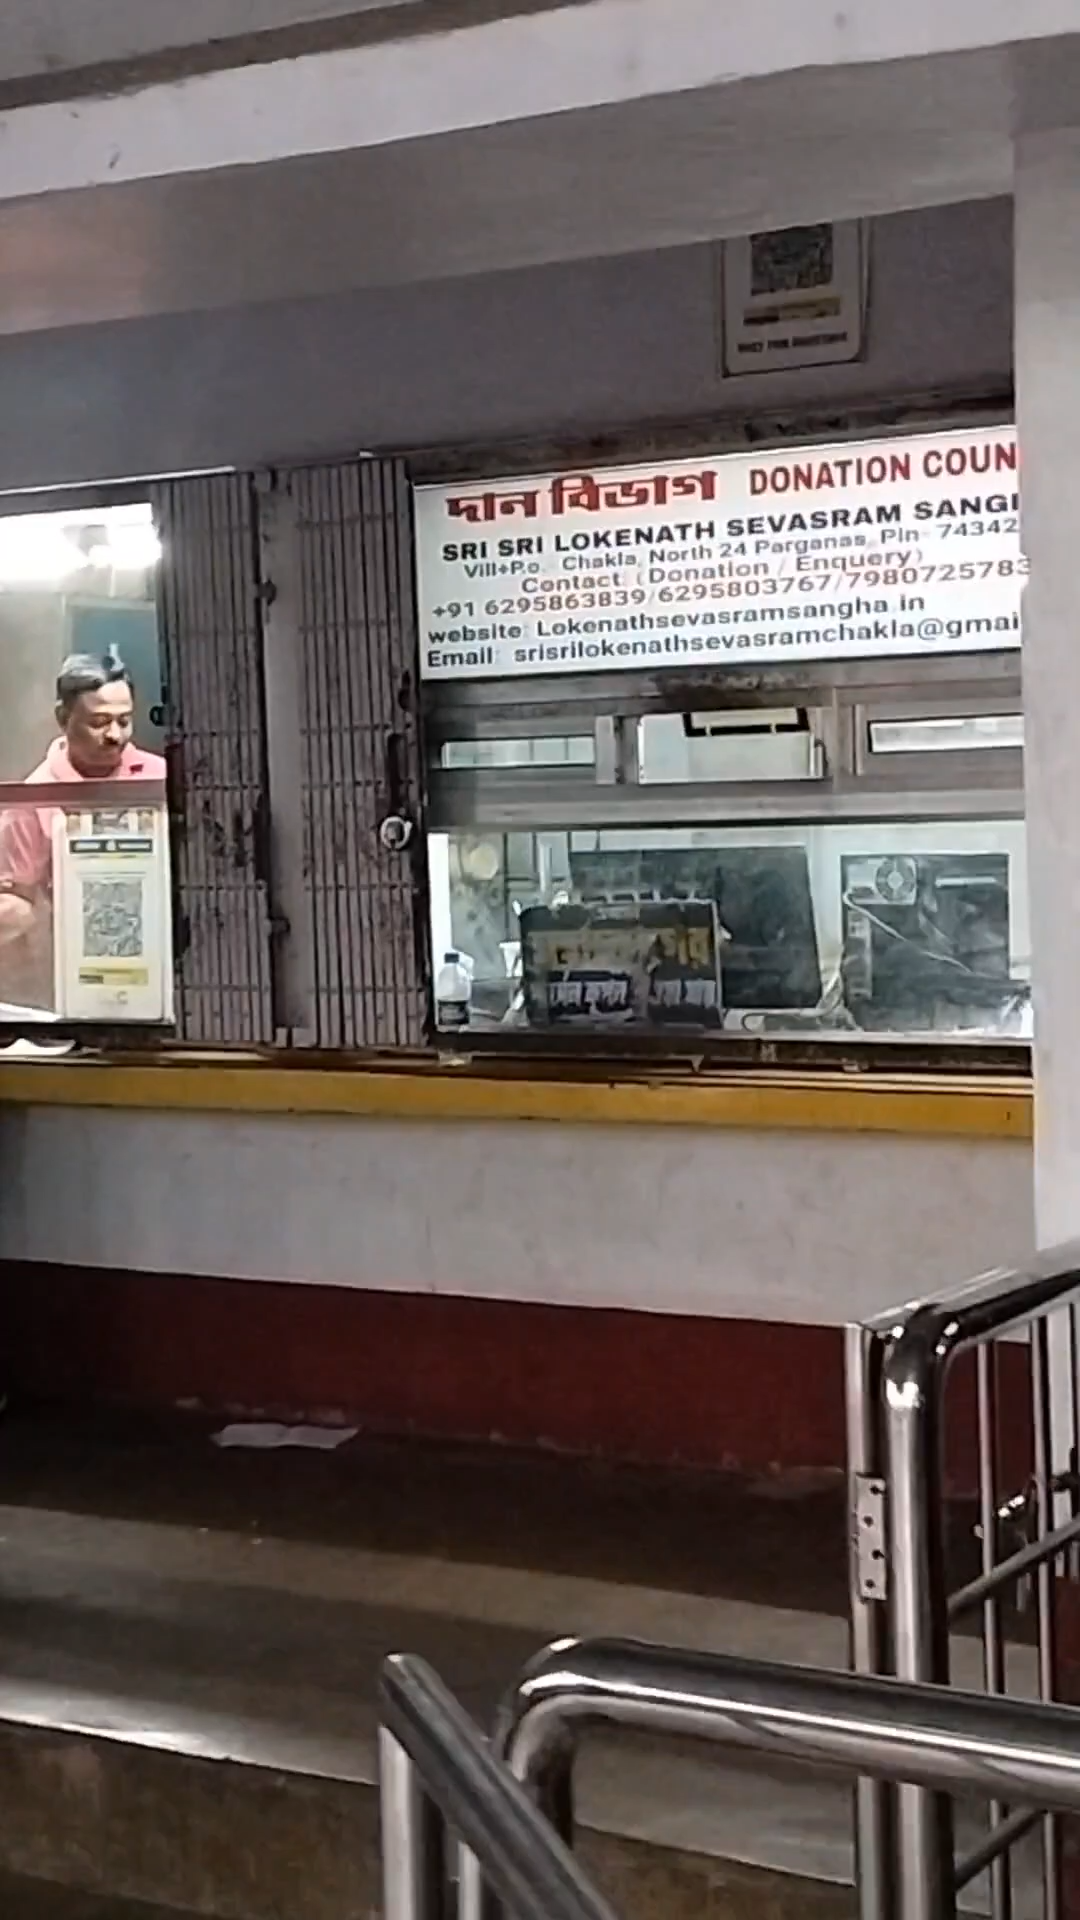 দান বিভাগ DONATION COUN
SRI SRI LOKENATH SEVASRAM SANG
Vill+P.o. Chakla, North 24 Parganas, Pin- 74342
Contact: (Donation / Enquery)
+91 6295863839/6295803767/7980725783
website: Lokenathsevasramsangha.in
Email: srisrilokenathsevasramchakla@gmai